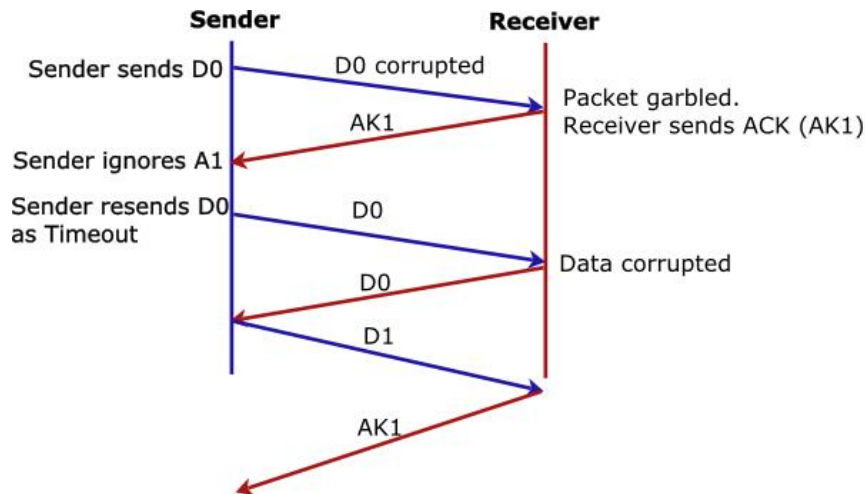 Sender
Receiver
Sender sends D0
D0 corrupted
Packet garbled.
Receiver sends ACK (AK1)
AK1
Sender ignores A1
Sender resends D0
as Timeout
D0
Data corrupted
D0
D1
AK1